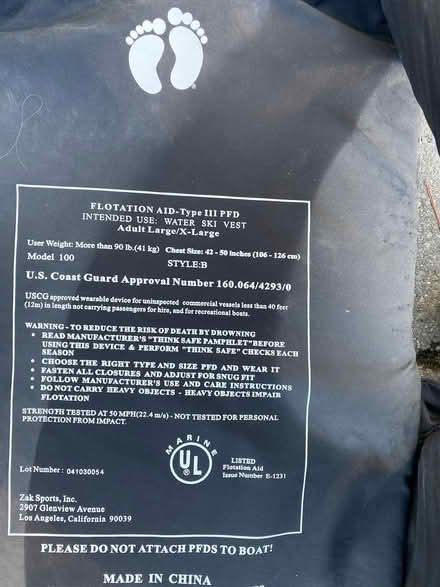 FLOTATION AID-Type III PFD
INTENDED USE: WATER SKI VEST
Adult Large/X-Large
User Weight: More than 90 lb.(41 kg) Chest Size: 42 - 50 inches (106 - 126 cm)
Model 100 STYLE:B
U.S. Coast Guard Approval Number 160.064/4293/0
USCG approved wearable device for uninspected commercial vessels less than 40 feet
(12m) in length not carrying passengers for hire, and for recreational boats.
WARNING - TO REDUCE THE RISK OF DEATH BY DROWNING
• READ MANUFACTURER'S "THINK SAFE PAMPHLET"BEFORE
USING THIS DEVICE & PERFORM "THINK SAFE" CHECKS EACH
SEASON
• CHOOSE THE RIGHT TYPE AND SIZE PFD AND WEAR IT
• FASTEN ALL CLOSURES AND ADJUST FOR SNUG FIT
• FOLLOW MANUFACTURER'S USE AND CARE INSTRUCTIONS
• DO NOT CARRY HEAVY OBJECTS - HEAVY OBJECTS IMPAIR
FLOTATION
STRENGTH TESTED AT 50 MPH(22.4 m/s) - NOT TESTED FOR PERSONAL
PROTECTION FROM IMPACT.
MARINE
UL
LISTED
Flotation Aid
Issue Number E-1231
Lot Number : 041030054
Zak Sports, Inc.
2907 Glenview Avenue
Los Angeles, California 90039
PLEASE DO NOT ATTACH PFDS TO BOAT!
MADE IN CHINA